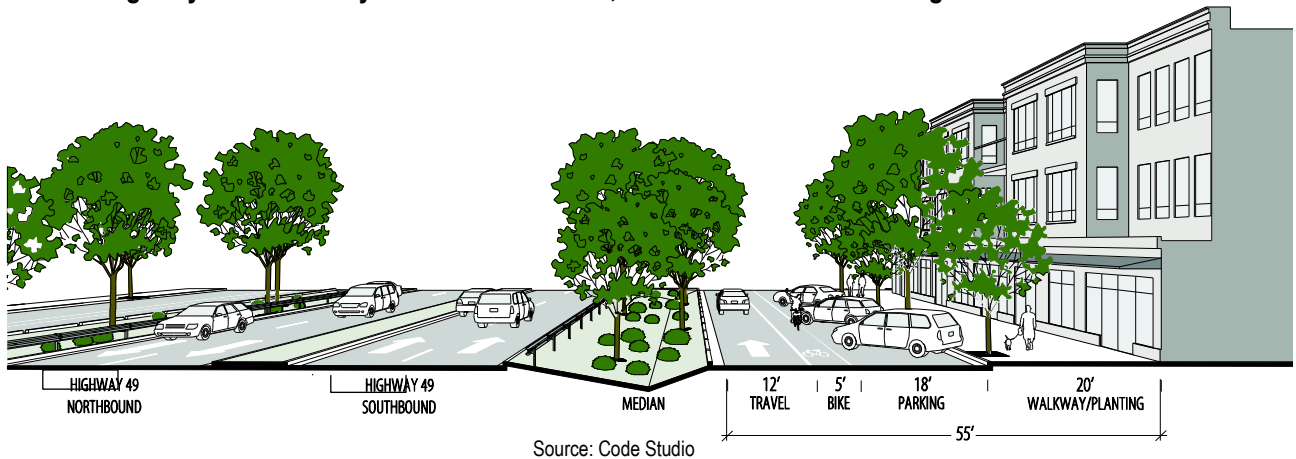 HIGHWAY 49
NORTHBOUND
HIGHWAY 49
SOUTHBOUND
MEDIAN
12'
TRAVEL
5'
BIKE
18'
PARKING
20'
WALKWAY/PLANTING
55'
Source: Code Studio